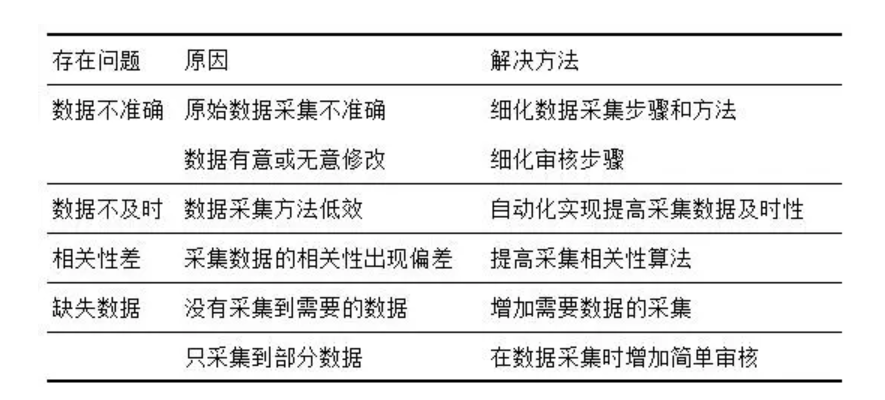 存在问题 原因 解决方法
数据不准确 原始数据采集不准确 细化数据采集步骤和方法
数据有意或无意修改 细化审核步骤
数据不及时 数据采集方法低效 自动化实现提高采集数据及时性
相关性差 采集数据的相关性出现偏差 提高采集相关性算法
缺失数据 没有采集到需要的数据 增加需要数据的采集
只采集到部分数据 在数据采集时增加简单审核